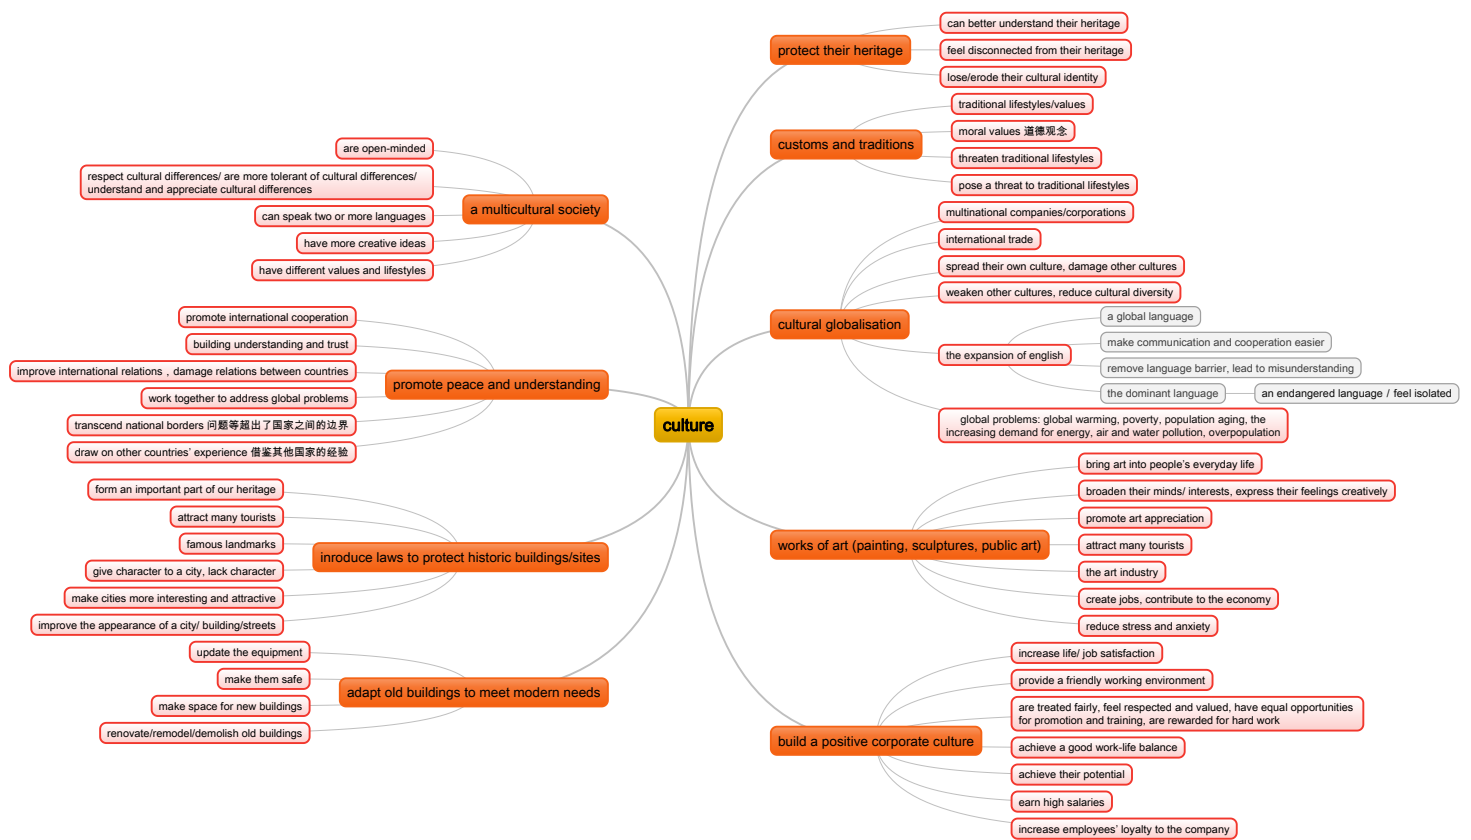 culture
protect their heritage
can better understand their heritage
feel disconnected from their heritage
lose/erode their cultural identity
customs and traditions
traditional lifestyles/values
moral values 道德观念
threaten traditional lifestyles
pose a threat to traditional lifestyles
cultural globalisation
multinational companies/corporations
international trade
spread their own culture, damage other cultures
weaken other cultures, reduce cultural diversity
the expansion of english
a global language
make communication and cooperation easier
remove language barrier, lead to misunderstanding
the dominant language
an endangered language / feel isolated
global problems: global warming, poverty, population aging, the
increasing demand for energy, air and water pollution, overpopulation
works of art (painting, sculptures, public art)
bring art into people's everyday life
broaden their minds/ interests, express their feelings creatively
promote art appreciation
attract many tourists
the art industry
create jobs, contribute to the economy
reduce stress and anxiety
build a positive corporate culture
increase life/ job satisfaction
provide a friendly working environment
are treated fairly, feel respected and valued, have equal opportunities
for promotion and training, are rewarded for hard work
achieve a good work-life balance
achieve their potential
earn high salaries
increase employees' loyalty to the company
a multicultural society
are open-minded
respect cultural differences/ are more tolerant of cultural differences/
understand and appreciate cultural differences
can speak two or more languages
have more creative ideas
have different values and lifestyles
promote peace and understanding
promote international cooperation
building understanding and trust
improve international relations , damage relations between countries
work together to address global problems
transcend national borders 问题等超出了国家之间的边界
draw on other countries' experience 借鉴其他国家的经验
inroduce laws to protect historic buildings/sites
form an important part of our heritage
attract many tourists
famous landmarks
give character to a city, lack character
make cities more interesting and attractive
improve the appearance of a city/ building/streets
adapt old buildings to meet modern needs
update the equipment
make them safe
make space for new buildings
renovate/remodel/demolish old buildings